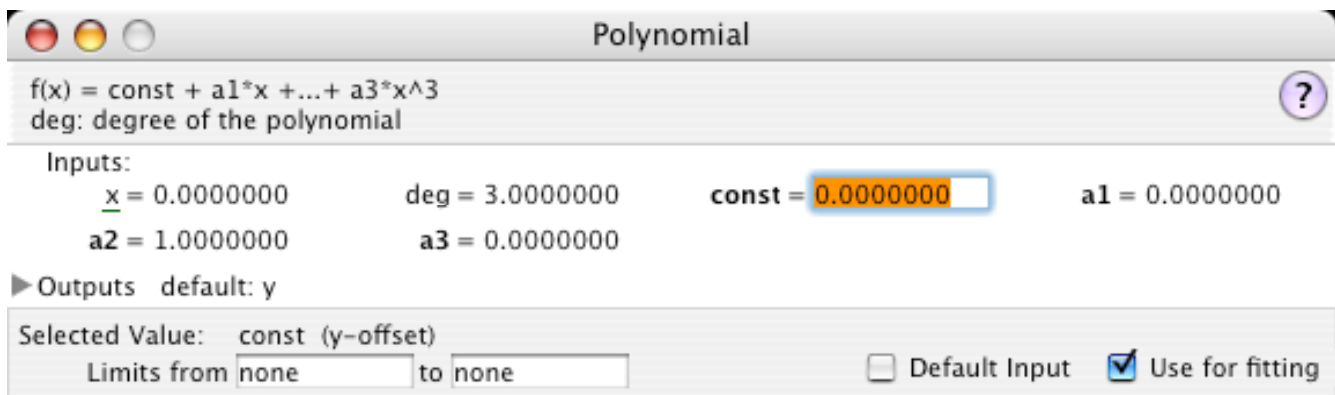 Polynomial
f(x) = const + a1*x +...+ a3*x^3
deg: degree of the polynomial
?
Inputs:
x = 0.0000000 deg = 3.0000000 const = 0.0000000 a1 = 0.0000000
a2 = 1.0000000 a3 = 0.0000000
Outputs default: y
Selected Value: const (y-offset)
Limits from none to none Default Input Use for fitting